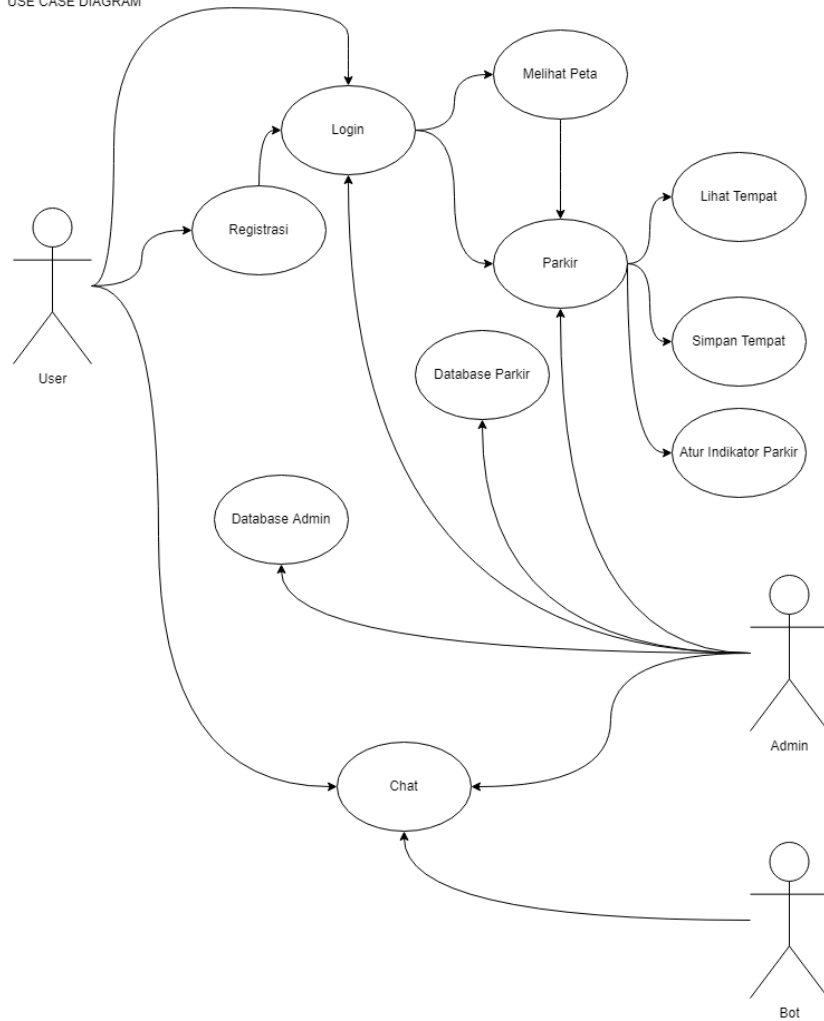 USE CASE DIAGRAM
Melihat Peta
Login
Lihat Tempat
Registrasi
Parkir
Simpan Tempat
Database Parkir
User
Atur Indikator Parkir
Database Admin
Admin
Chat
Bot